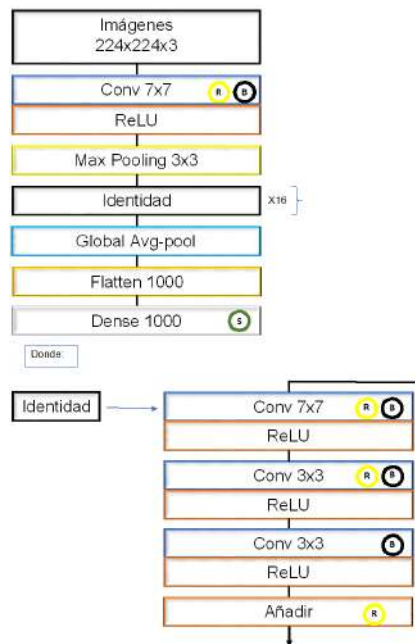 Imágenes
224x224x3
Conv 7x7 R B
ReLU
Max Pooling 3x3
Identidad X16
Global Avg-pool
Flatten 1000
Dense 1000 S
Donde:
Identidad
Conv 7x7 R B
ReLU
Conv 3x3 R B
ReLU
Conv 3x3 B
ReLU
Añadir R